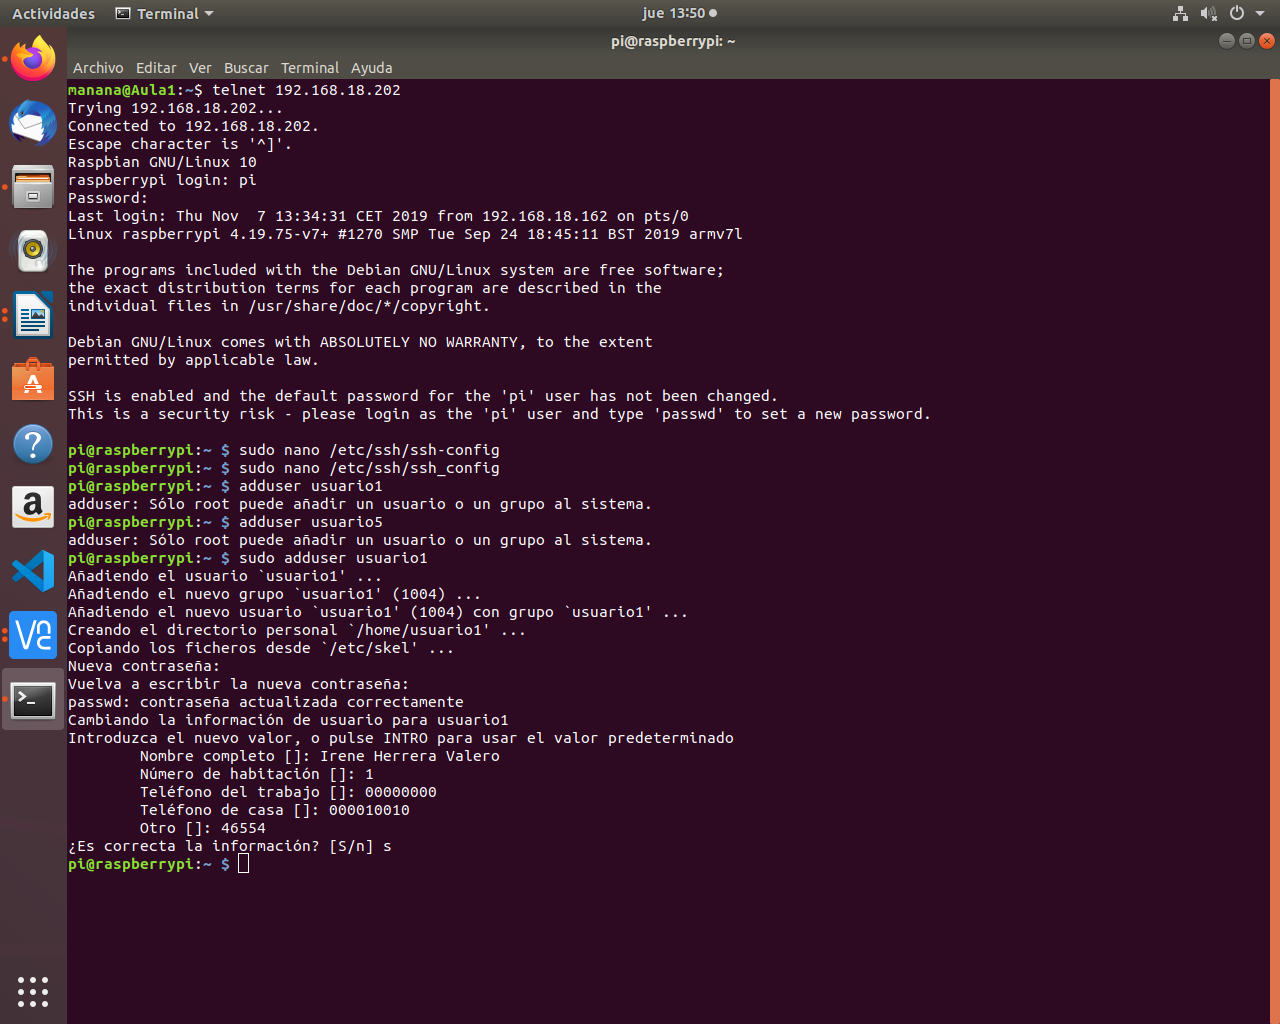 Actividades Terminal jue 13:50
pi@raspberrypi: ~
Archivo Editar Ver Buscar Terminal Ayuda
manana@Aula1:~$ telnet 192.168.18.202
Trying 192.168.18.202...
Connected to 192.168.18.202.
Escape character is '^]'.
Raspbian GNU/Linux 10
raspberrypi login: pi
Password:
Last login: Thu Nov  7 13:34:31 CET 2019 from 192.168.18.162 on pts/0
Linux raspberrypi 4.19.75-v7+ #1270 SMP Tue Sep 24 18:45:11 BST 2019 armv7l
The programs included with the Debian GNU/Linux system are free software;
the exact distribution terms for each program are described in the
individual files in /usr/share/doc/*/copyright.
Debian GNU/Linux comes with ABSOLUTELY NO WARRANTY, to the extent
permitted by applicable law.
SSH is enabled and the default password for the 'pi' user has not been changed.
This is a security risk - please login as the 'pi' user and type 'passwd' to set a new password.
pi@raspberrypi:~ $ sudo nano /etc/ssh/ssh-config
pi@raspberrypi:~ $ sudo nano /etc/ssh/ssh_config
pi@raspberrypi:~ $ adduser usuario1
adduser: Sólo root puede añadir un usuario o un grupo al sistema.
pi@raspberrypi:~ $ adduser usuario5
adduser: Sólo root puede añadir un usuario o un grupo al sistema.
pi@raspberrypi:~ $ sudo adduser usuario1
Añadiendo el usuario `usuario1' ...
Añadiendo el nuevo grupo `usuario1' (1004) ...
Añadiendo el nuevo usuario `usuario1' (1004) con grupo `usuario1' ...
Creando el directorio personal `/home/usuario1' ...
Copiando los ficheros desde `/etc/skel' ...
Nueva contraseña:
Vuelva a escribir la nueva contraseña:
passwd: contraseña actualizada correctamente
Cambiando la información de usuario para usuario1
Introduzca el nuevo valor, o pulse INTRO para usar el valor predeterminado
Nombre completo []: Irene Herrera Valero
Número de habitación []: 1
Teléfono del trabajo []: 00000000
Teléfono de casa []: 000010010
Otro []: 46554
¿Es correcta la información? [S/n] s
pi@raspberrypi:~ $